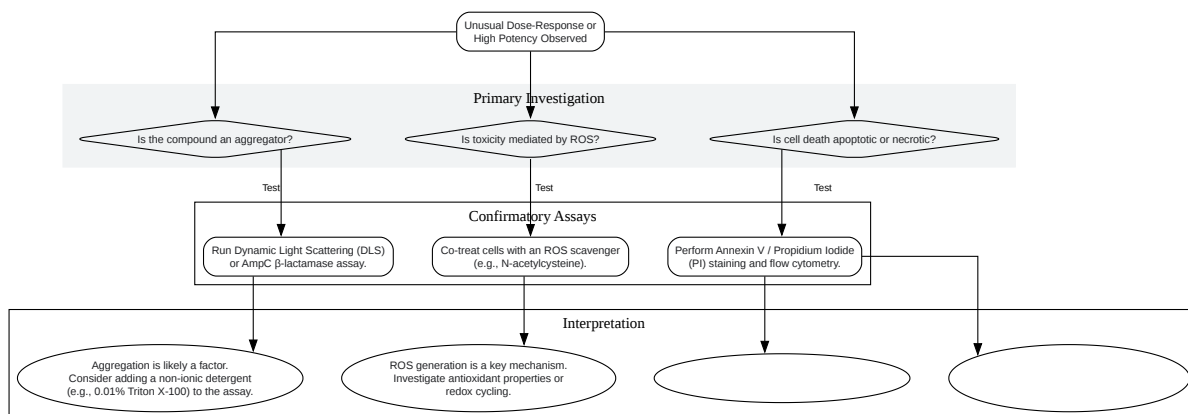 Unusual Dose-Response or
High Potency Observed
Primary Investigation
Is the compound an aggregator?
Is toxicity mediated by ROS?
Is cell death apoptotic or necrotic?
Test
Test
Test
Confirmatory Assays
Run Dynamic Light Scattering (DLS)
or AmpC β-lactamase assay.
Co-treat cells with an ROS scavenger
(e.g., N-acetylcysteine).
Perform Annexin V / Propidium Iodide
(PI) staining and flow cytometry.
Interpretation
Aggregation is likely a factor.
Consider adding a non-ionic detergent
(e.g., 0.01% Triton X-100) to the assay.
ROS generation is a key mechanism.
Investigate antioxidant properties or
redox cycling.